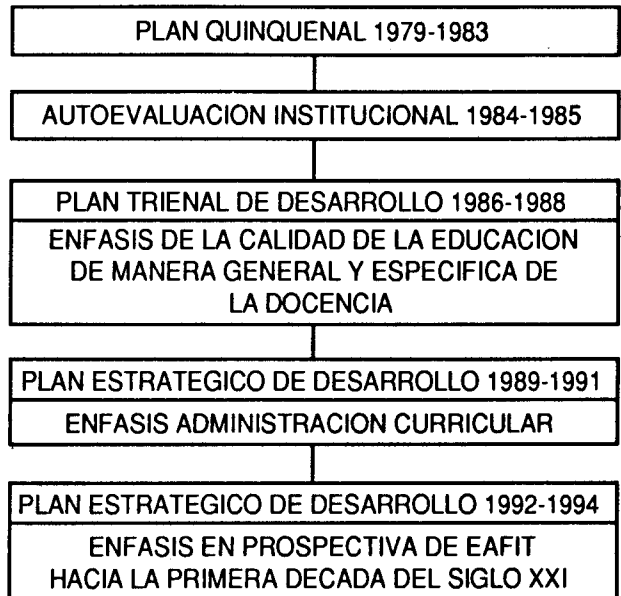 PLAN QUINQUENAL 1979-1983
AUTOEVALUACION INSTITUCIONAL 1984-1985
PLAN TRIENAL DE DESARROLLO 1986-1988
ENFASIS DE LA CALIDAD DE LA EDUCACION
DE MANERA GENERAL Y ESPECIFICA DE
LA DOCENCIA
PLAN ESTRATEGICO DE DESARROLLO 1989-1991
ENFASIS ADMINISTRACION CURRICULAR
PLAN ESTRATEGICO DE DESARROLLO 1992-1994
ENFASIS EN PROSPECTIVA DE EAFIT
HACIA LA PRIMERA DECADA DEL SIGLO XXI